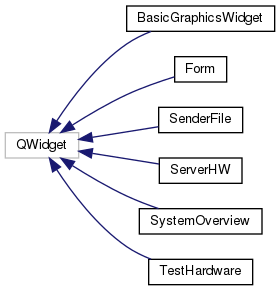 BasicGraphicsWidget
Form
SenderFile
QWidget
ServerHW
SystemOverview
TestHardware